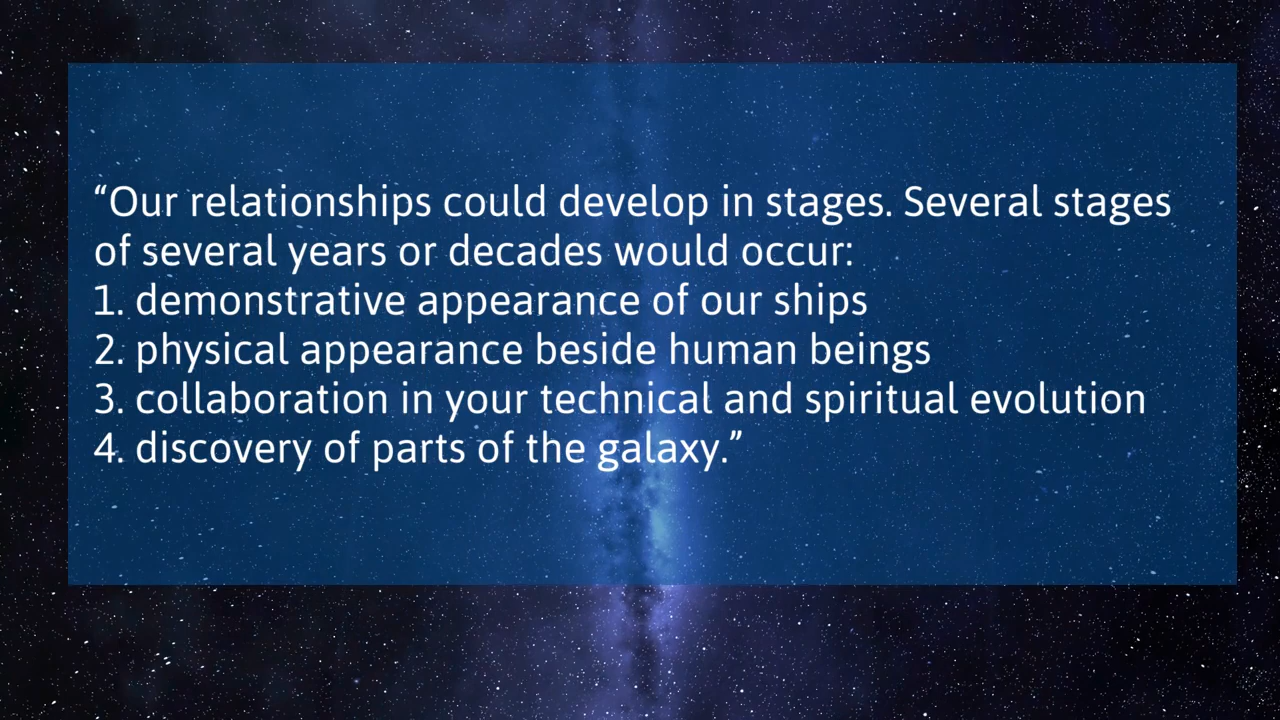 “Our relationships could develop in stages. Several stages
of several years or decades would occur:
1. demonstrative appearance of our ships
2. physical appearance beside human beings
3. collaboration in your technical and spiritual evolution
4. discovery of parts of the galaxy.”